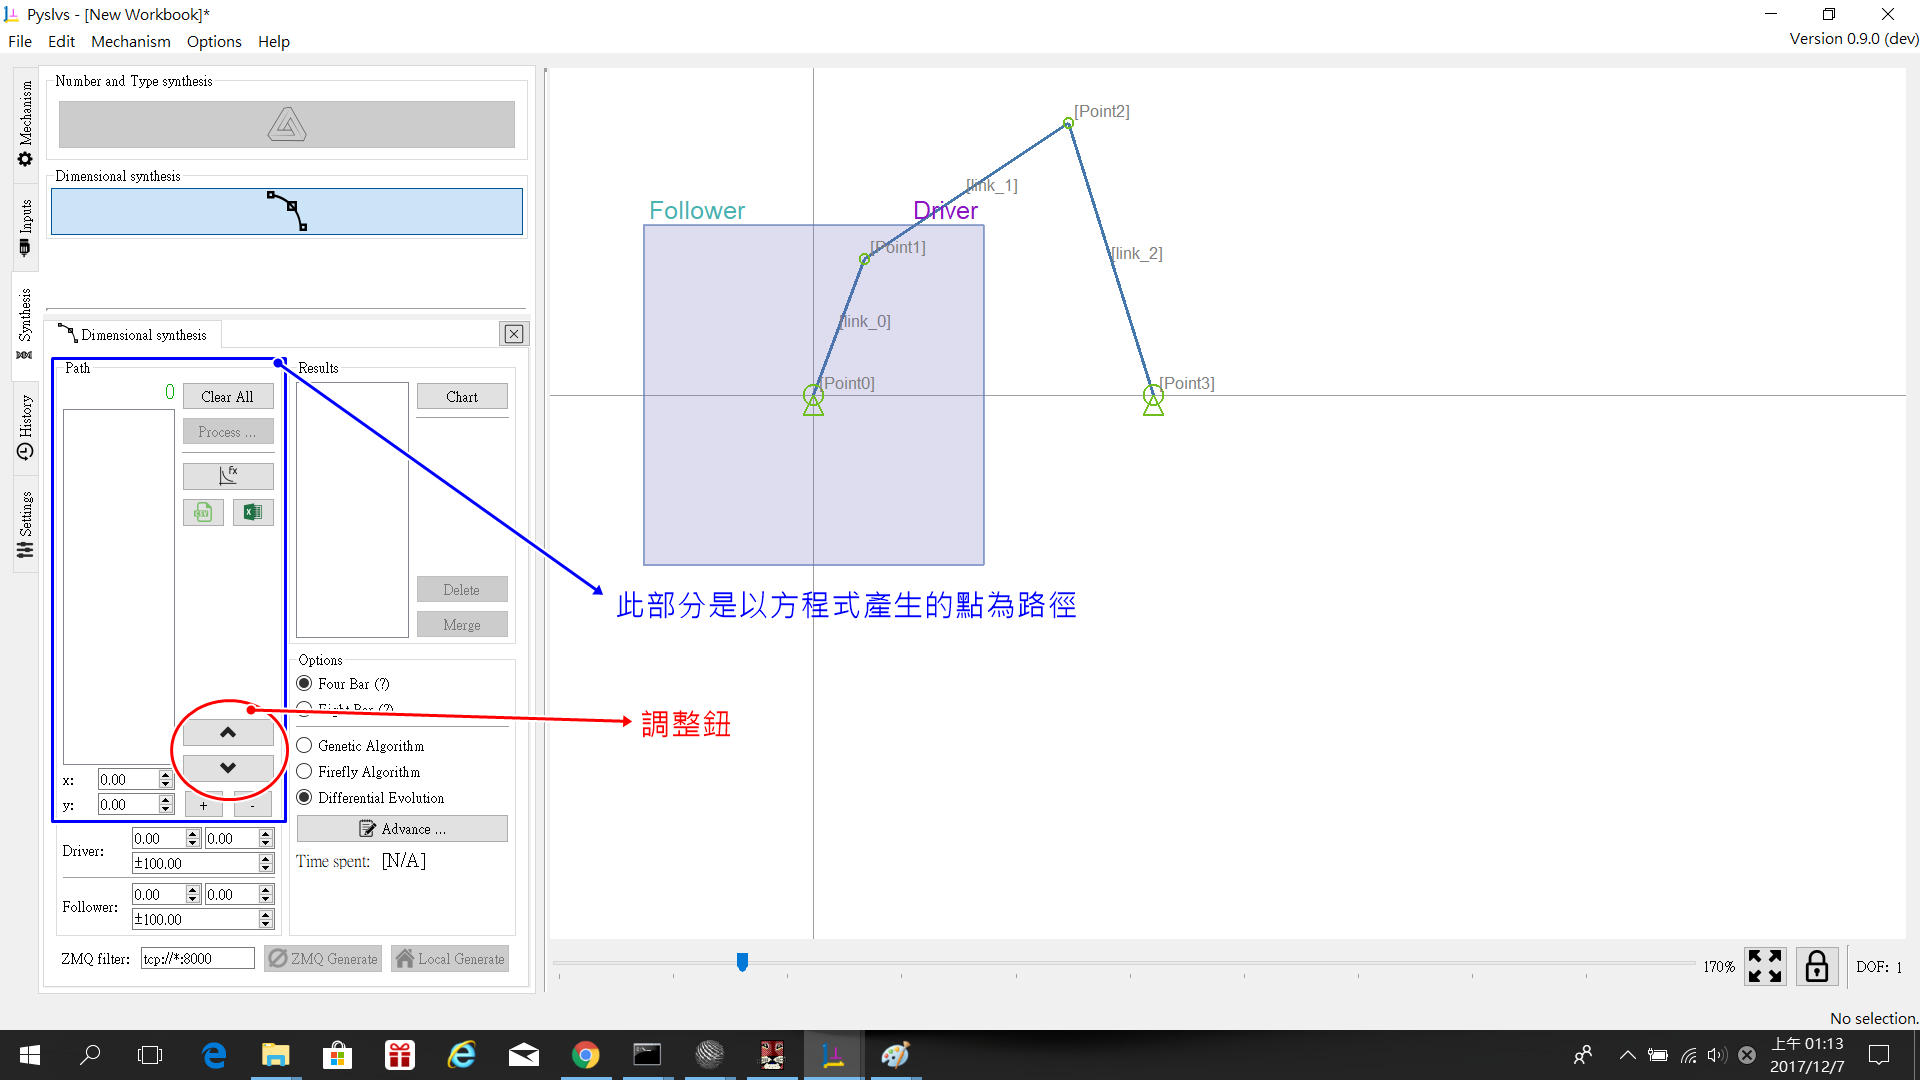 Pyslvs - [New Workbook]*
File Edit Mechanism Options Help
Version 0.9.0 (dev)
Mechanism
Inputs
Synthesis
History
Settings
Number and Type synthesis
Dimensional synthesis
Dimensional synthesis
Path
0
Clear All
Process ...
fx
CSV
x: 0.00
y: 0.00
+ -
Driver: 0.00 0.00
±100.00
Follower: 0.00 0.00
±100.00
Results
Chart
Delete
Merge
Options
Four Bar (?)
Eight Bar (?)
Genetic Algorithm
Firefly Algorithm
Differential Evolution
Advance ...
Time spent: [N/A]
ZMQ filter: tcp://*:8000 ZMQ Generate Local Generate
[Point2]
[link_1]
Follower Driver
[Point1]
[link_2]
[link_0]
[Point0]
[Point3]
此部分是以方程式產生的點為路徑
調整鈕
170%
DOF: 1
No selection.
上午 01:13
2017/12/7